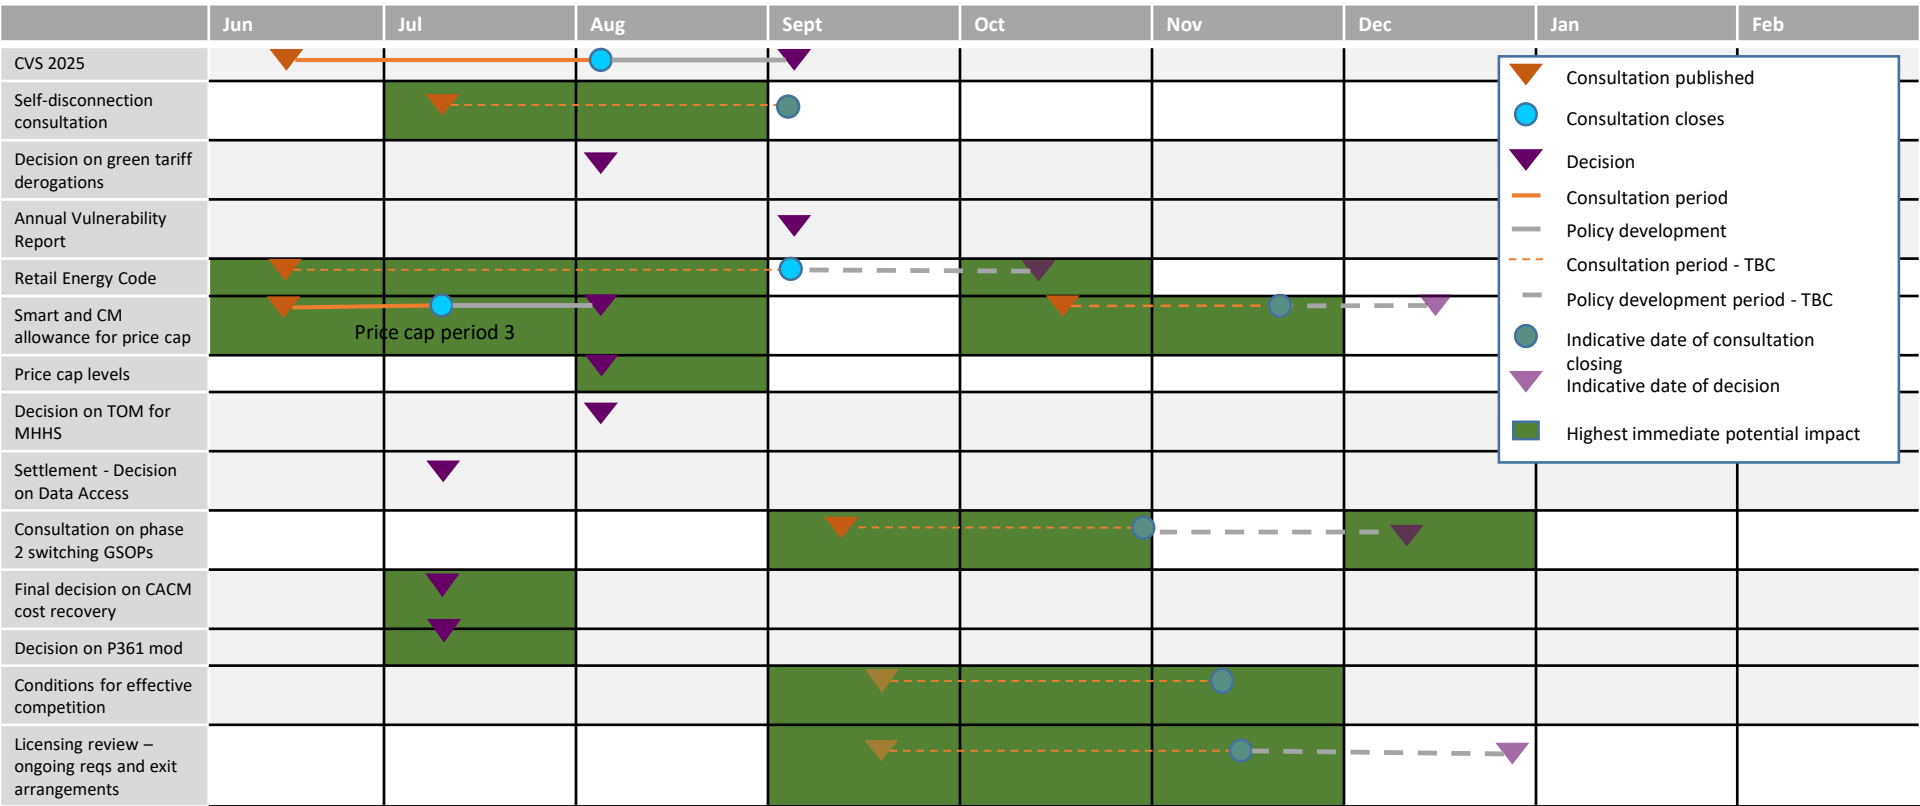 Jun Jul Aug Sept Oct Nov Dec Jan Feb
CVS 2025
Self-disconnection
consultation
Decision on green tariff
derogations
Annual Vulnerability
Report
Retail Energy Code
Smart and CM
allowance for price cap
Price cap period 3
Price cap levels
Decision on TOM for
MHHS
Settlement - Decision
on Data Access
Consultation on phase
2 switching GSOPs
Final decision on CACM
cost recovery
Decision on P361 mod
Conditions for effective
competition
Licensing review –
ongoing reqs and exit
arrangements
Consultation published
Consultation closes
Decision
Consultation period
Policy development
Consultation period - TBC
Policy development period - TBC
Indicative date of consultation
closing
Indicative date of decision
Highest immediate potential impact